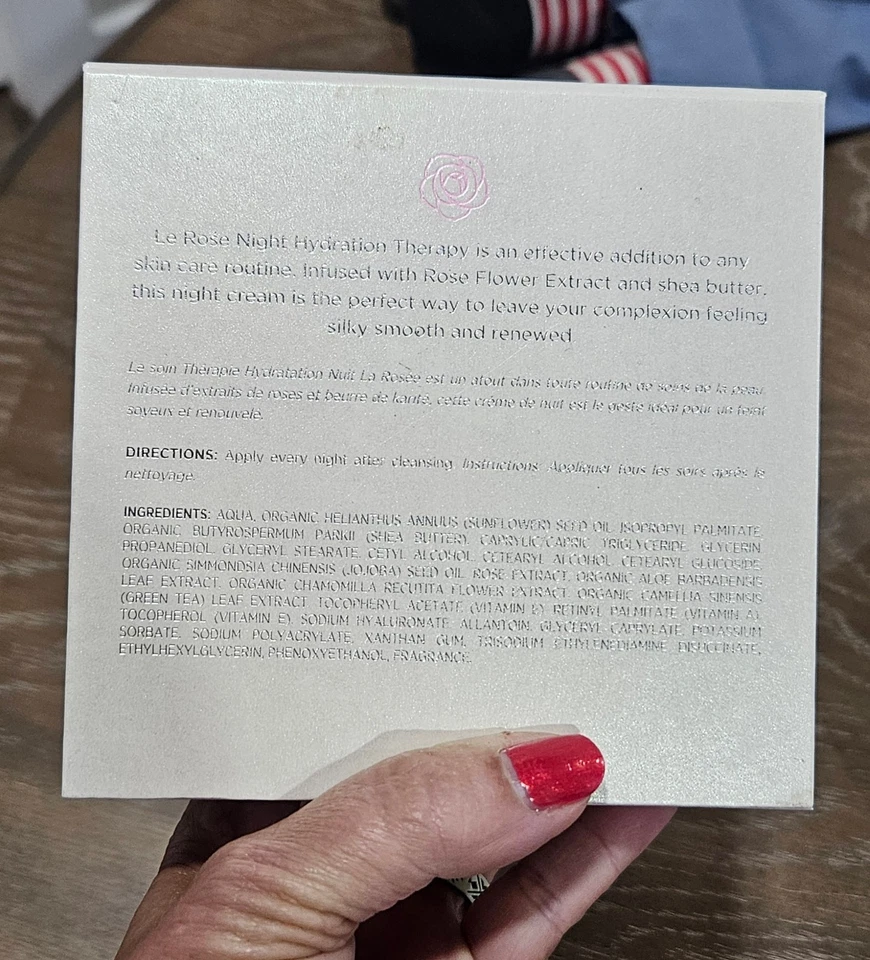 Le Rose Night Hydration Therapy is an effective addition to any
skin care routine. Infused with Rose Flower Extract and shea butter,
this night cream is the perfect way to leave your complexion feeling
silky smooth and renewed
Le soin Thérapie Hydratation Nuit La Rosée est un atout dans toute routine de soins de la peau.
Infusée d'extraits de roses et beurre de karité, cette crème de nuit est le geste idéal pour un teint
soyeux et renouvelé.
DIRECTIONS: Apply every night after cleansing. Instructions: Appliquer tous les soirs après le
nettoyage.
INGREDIENTS: AQUA, ORGANIC HELIANTHUS ANNUUS (SUNFLOWER) SEED OIL, ISOPROPYL PALMITATE,
ORGANIC BUTYROSPERMUM PARKII (SHEA BUTTER), CAPRYLIC/CAPRIC TRIGLYCERIDE, GLYCERIN,
PROPANEDIOL, GLYCERYL STEARATE, CETYL ALCOHOL, CETEARYL ALCOHOL, CETEARYL GLUCOSIDE,
ORGANIC SIMMONDSIA CHINENSIS (JOJOBA) SEED OIL, ROSE EXTRACT, ORGANIC ALOE BARBADENSIS
LEAF EXTRACT, ORGANIC CHAMOMILLA RECUTITA FLOWER EXTRACT, ORGANIC CAMELLIA SINENSIS
(GREEN TEA) LEAF EXTRACT, TOCOPHERYL ACETATE (VITAMIN E), RETINYL PALMITATE (VITAMIN A),
TOCOPHEROL (VITAMIN E), SODIUM HYALURONATE, ALLANTOIN, GLYCERYL CAPRYLATE, POTASSIUM
SORBATE, SODIUM POLYACRYLATE, XANTHAN GUM, TRISODIUM ETHYLENEDIAMINE DISUCCINATE,
ETHYLHEXYLGLYCERIN, PHENOXYETHANOL, FRAGRANCE.